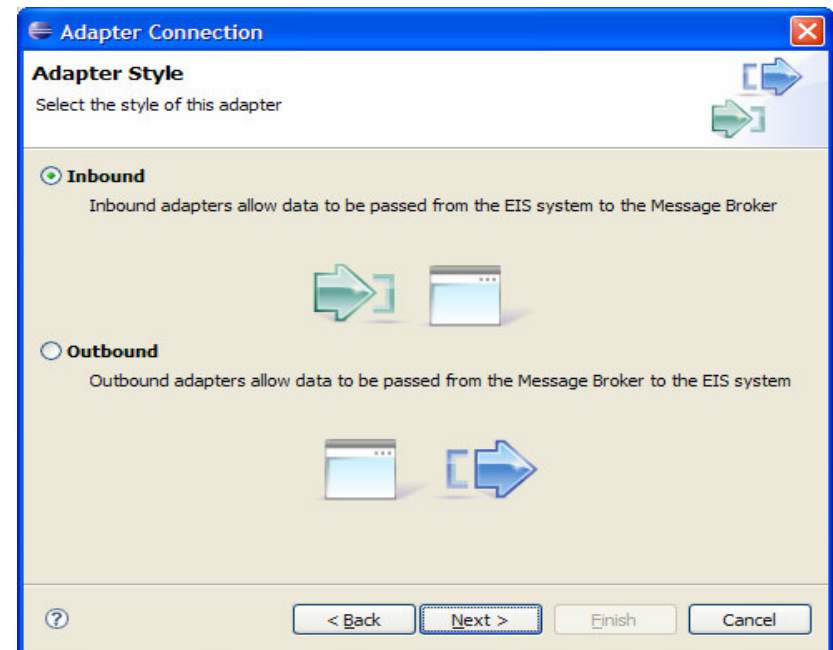 Adapter Connection
Adapter Style
Select the style of this adapter
Inbound
Inbound adapters allow data to be passed from the EIS system to the Message Broker
Outbound
Outbound adapters allow data to be passed from the Message Broker to the EIS system
? < Back Next > Finish Cancel